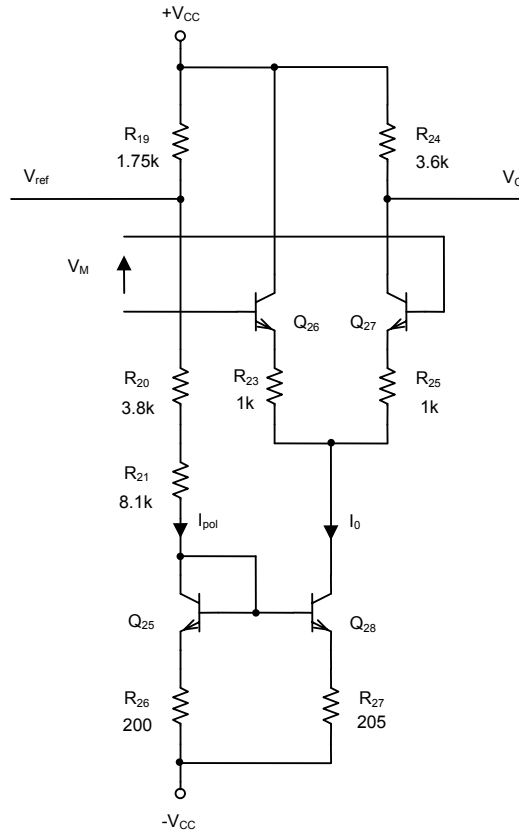 +VCC
R19
1.75k
R24
3.6k
Vref
VO
VM
Q26
Q27
R23
1k
R25
1k
R20
3.8k
R21
8.1k
Ipol
I0
Q25
Q28
R26
200
R27
205
-VCC